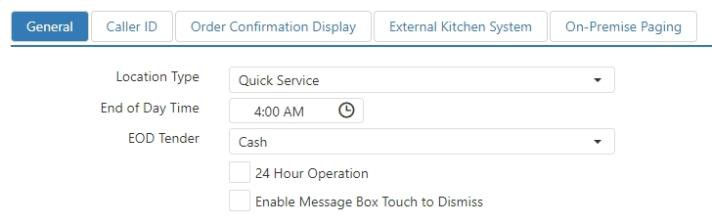 General Caller ID Order Confirmation Display External Kitchen System On-Premise Paging
Location Type Quick Service
End of Day Time 4:00 AM
EOD Tender Cash
24 Hour Operation
Enable Message Box Touch to Dismiss